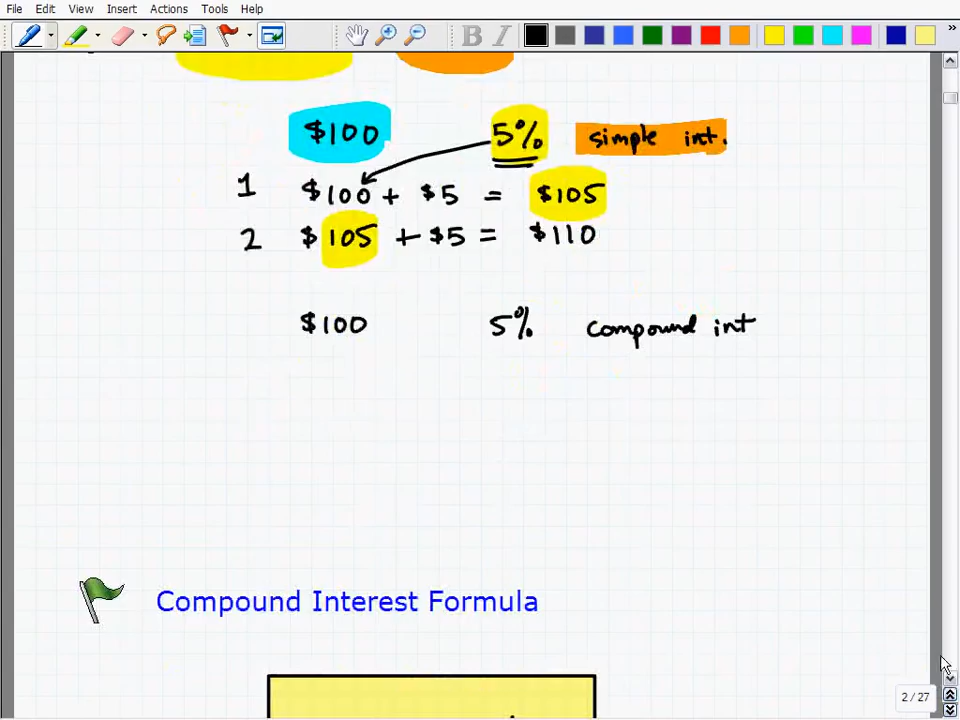 File Edit View Insert Actions Tools Help
B I
$100 5% simple int.
1 $100 + $5 = $105
2 $105 + $5 = $110
$100 5% compound int
Compound Interest Formula
2 / 27